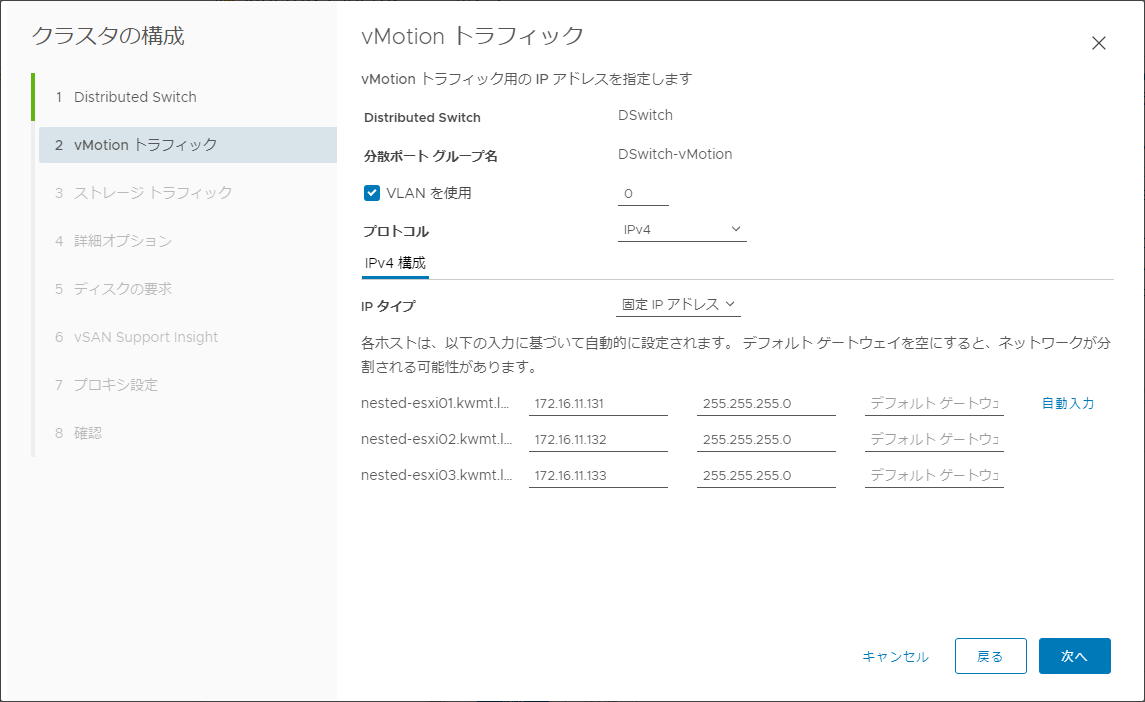 クラスタの構成
1 Distributed Switch
2 vMotion トラフィック
3 ストレージ トラフィック
4 詳細オプション
5 ディスクの要求
6 vSAN Support Insight
7 プロキシ設定
8 確認
vMotion トラフィック
vMotion トラフィック用の IP アドレスを指定します
Distributed Switch DSwitch
分散ポート グループ名 DSwitch-vMotion
VLAN を使用 0
プロトコル IPv4
IPv4 構成
IP タイプ 固定 IP アドレス
各ホストは、以下の入力に基づいて自動的に設定されます。 デフォルト ゲートウェイを空にすると、ネットワークが分
割される可能性があります。
nested-esxi01.kwmt.l... 172.16.11.131 255.255.255.0 デフォルト ゲートウェ 自動入力
nested-esxi02.kwmt.l... 172.16.11.132 255.255.255.0 デフォルト ゲートウェ
nested-esxi03.kwmt.l... 172.16.11.133 255.255.255.0 デフォルト ゲートウェ
キャンセル 戻る 次へ